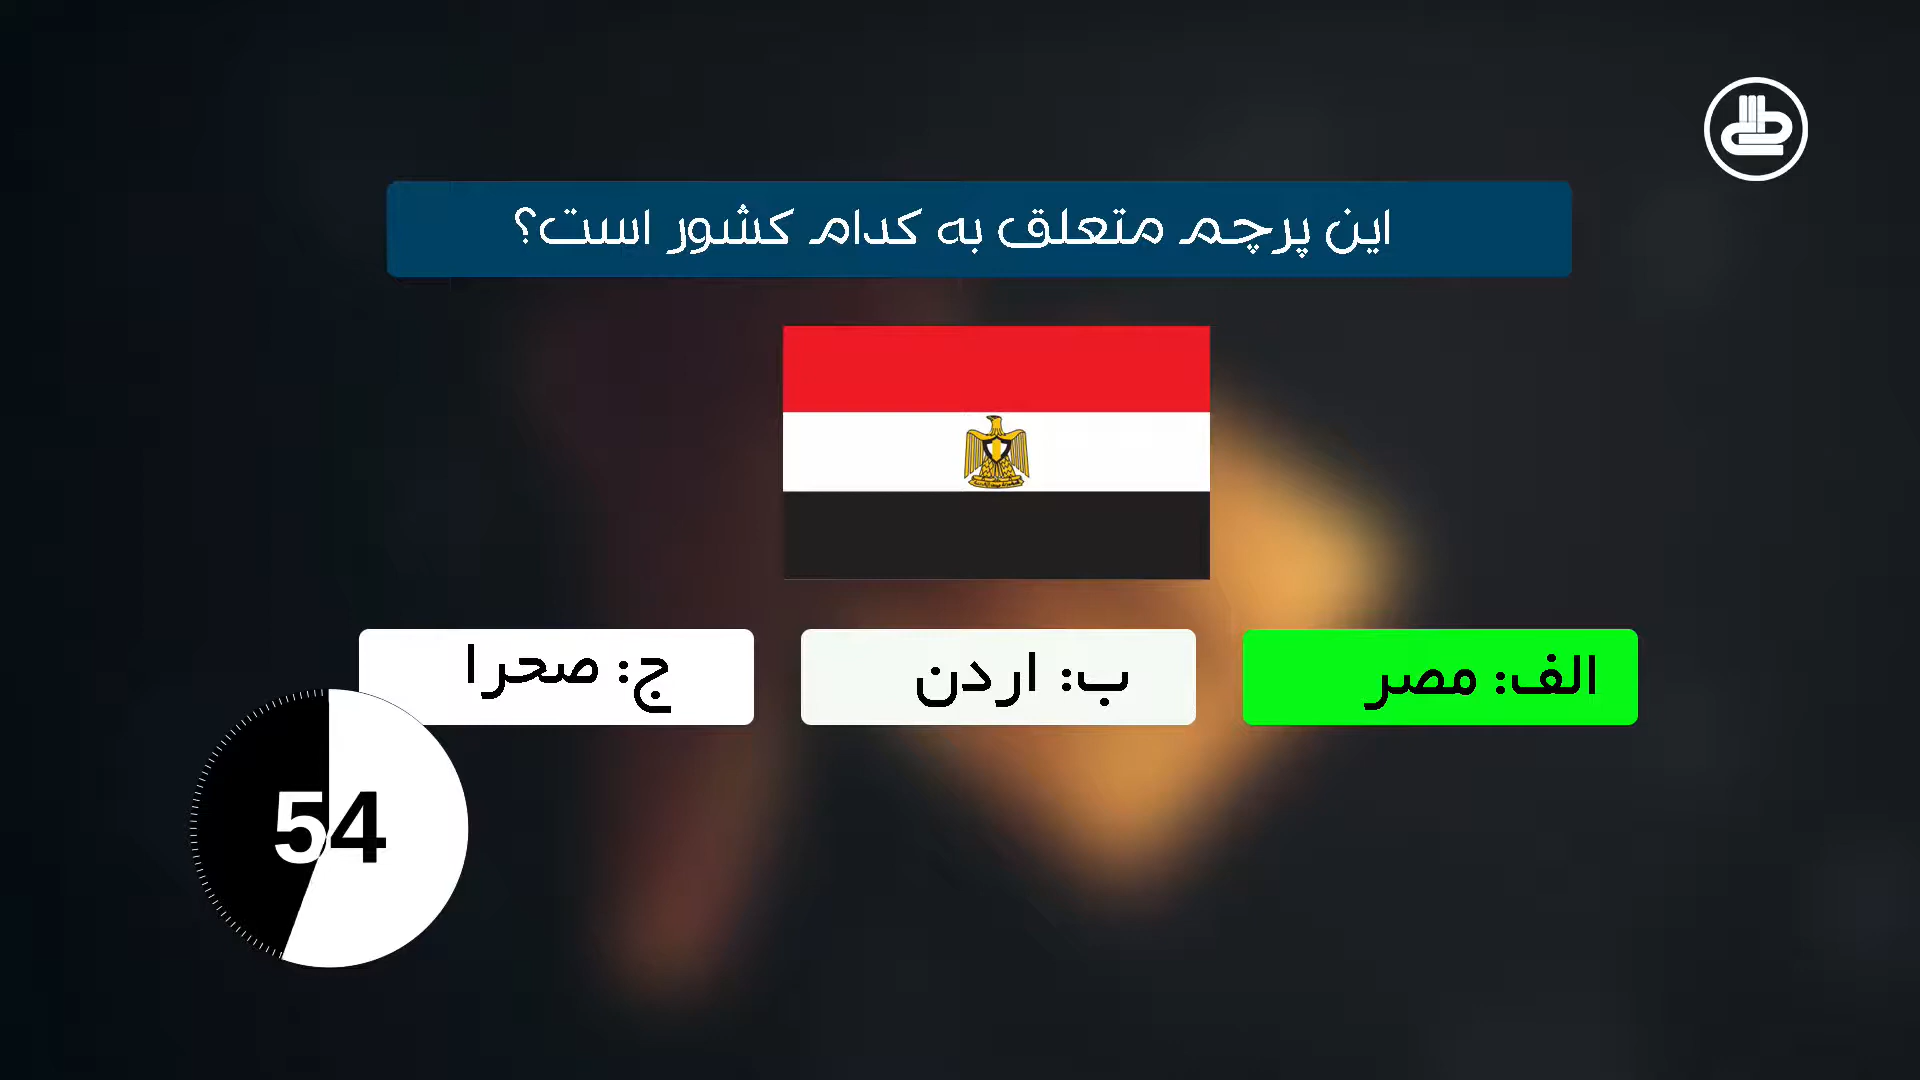 این پرچم متعلق به کدام کشور است؟
الف: مصر
ب: اردن
ج: صحرا
54